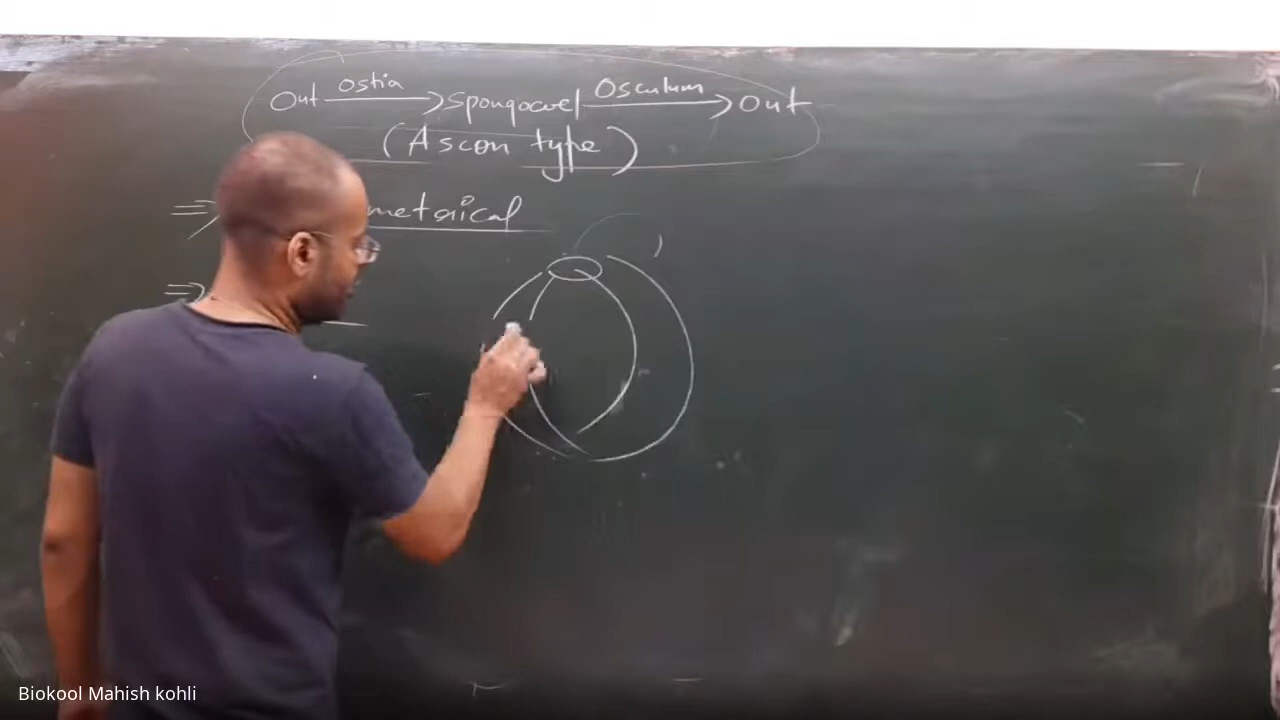 Out ostia → Spongocoel Osculum → Out
(Ascon type)
⇒ metrical
⇒
Biokool Mahish kohli